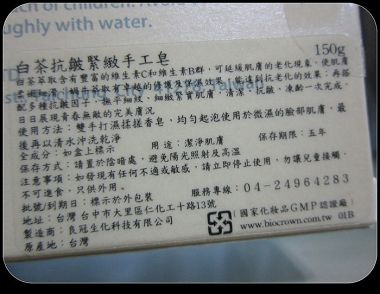 ch of children. Avoid
ughly with water.
白茶抗皺緊緻手工皂
150g
白茶萃取含有豐富的維生素C和維生素B群,可延緩肌膚的老化現象,使肌膚
日日展現青春無敵的完美膚況
使用方法:雙手打濕搓揉香皂,均勻起泡使用於微濕的臉部肌膚,最
後再以清水沖洗乾淨
用途:潔淨肌膚
全成分:如盒上標示
保存期限:五年
保存方式:請置於陰暗處,避免陽光照射及高溫
注意事項:如發現有任何不適或敏感,請立即停止使用,勿讓兒童接觸,
不可進食,只供外用。
批號/到期日:標示於外包裝
服務專線:04-24964283
地址:台灣 台中市大里區仁化工十路13號
製造商:良冠生化科技有限公司
原產地:台灣
國家化妝品GMP認證廠
www.biocrown.com.tw 01B